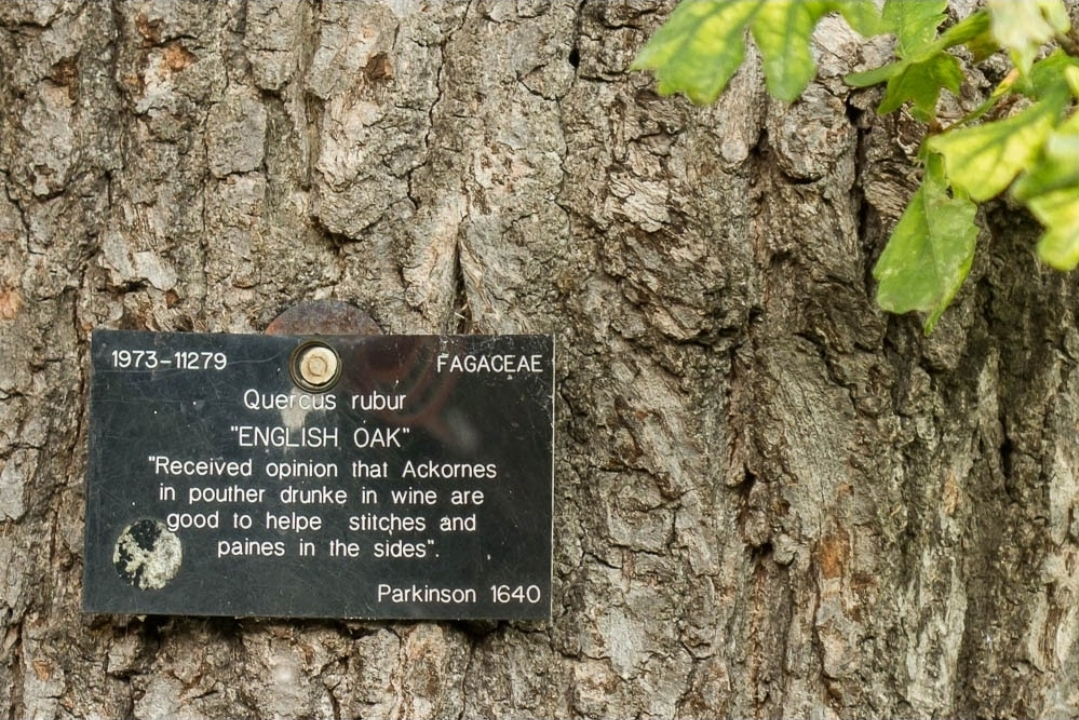 1973-11279 FAGACEAE
Quercus rubur
"ENGLISH OAK"
"Received opinion that Ackornes
in pouther drunke in wine are
good to helpe stitches and
paines in the sides".
Parkinson 1640